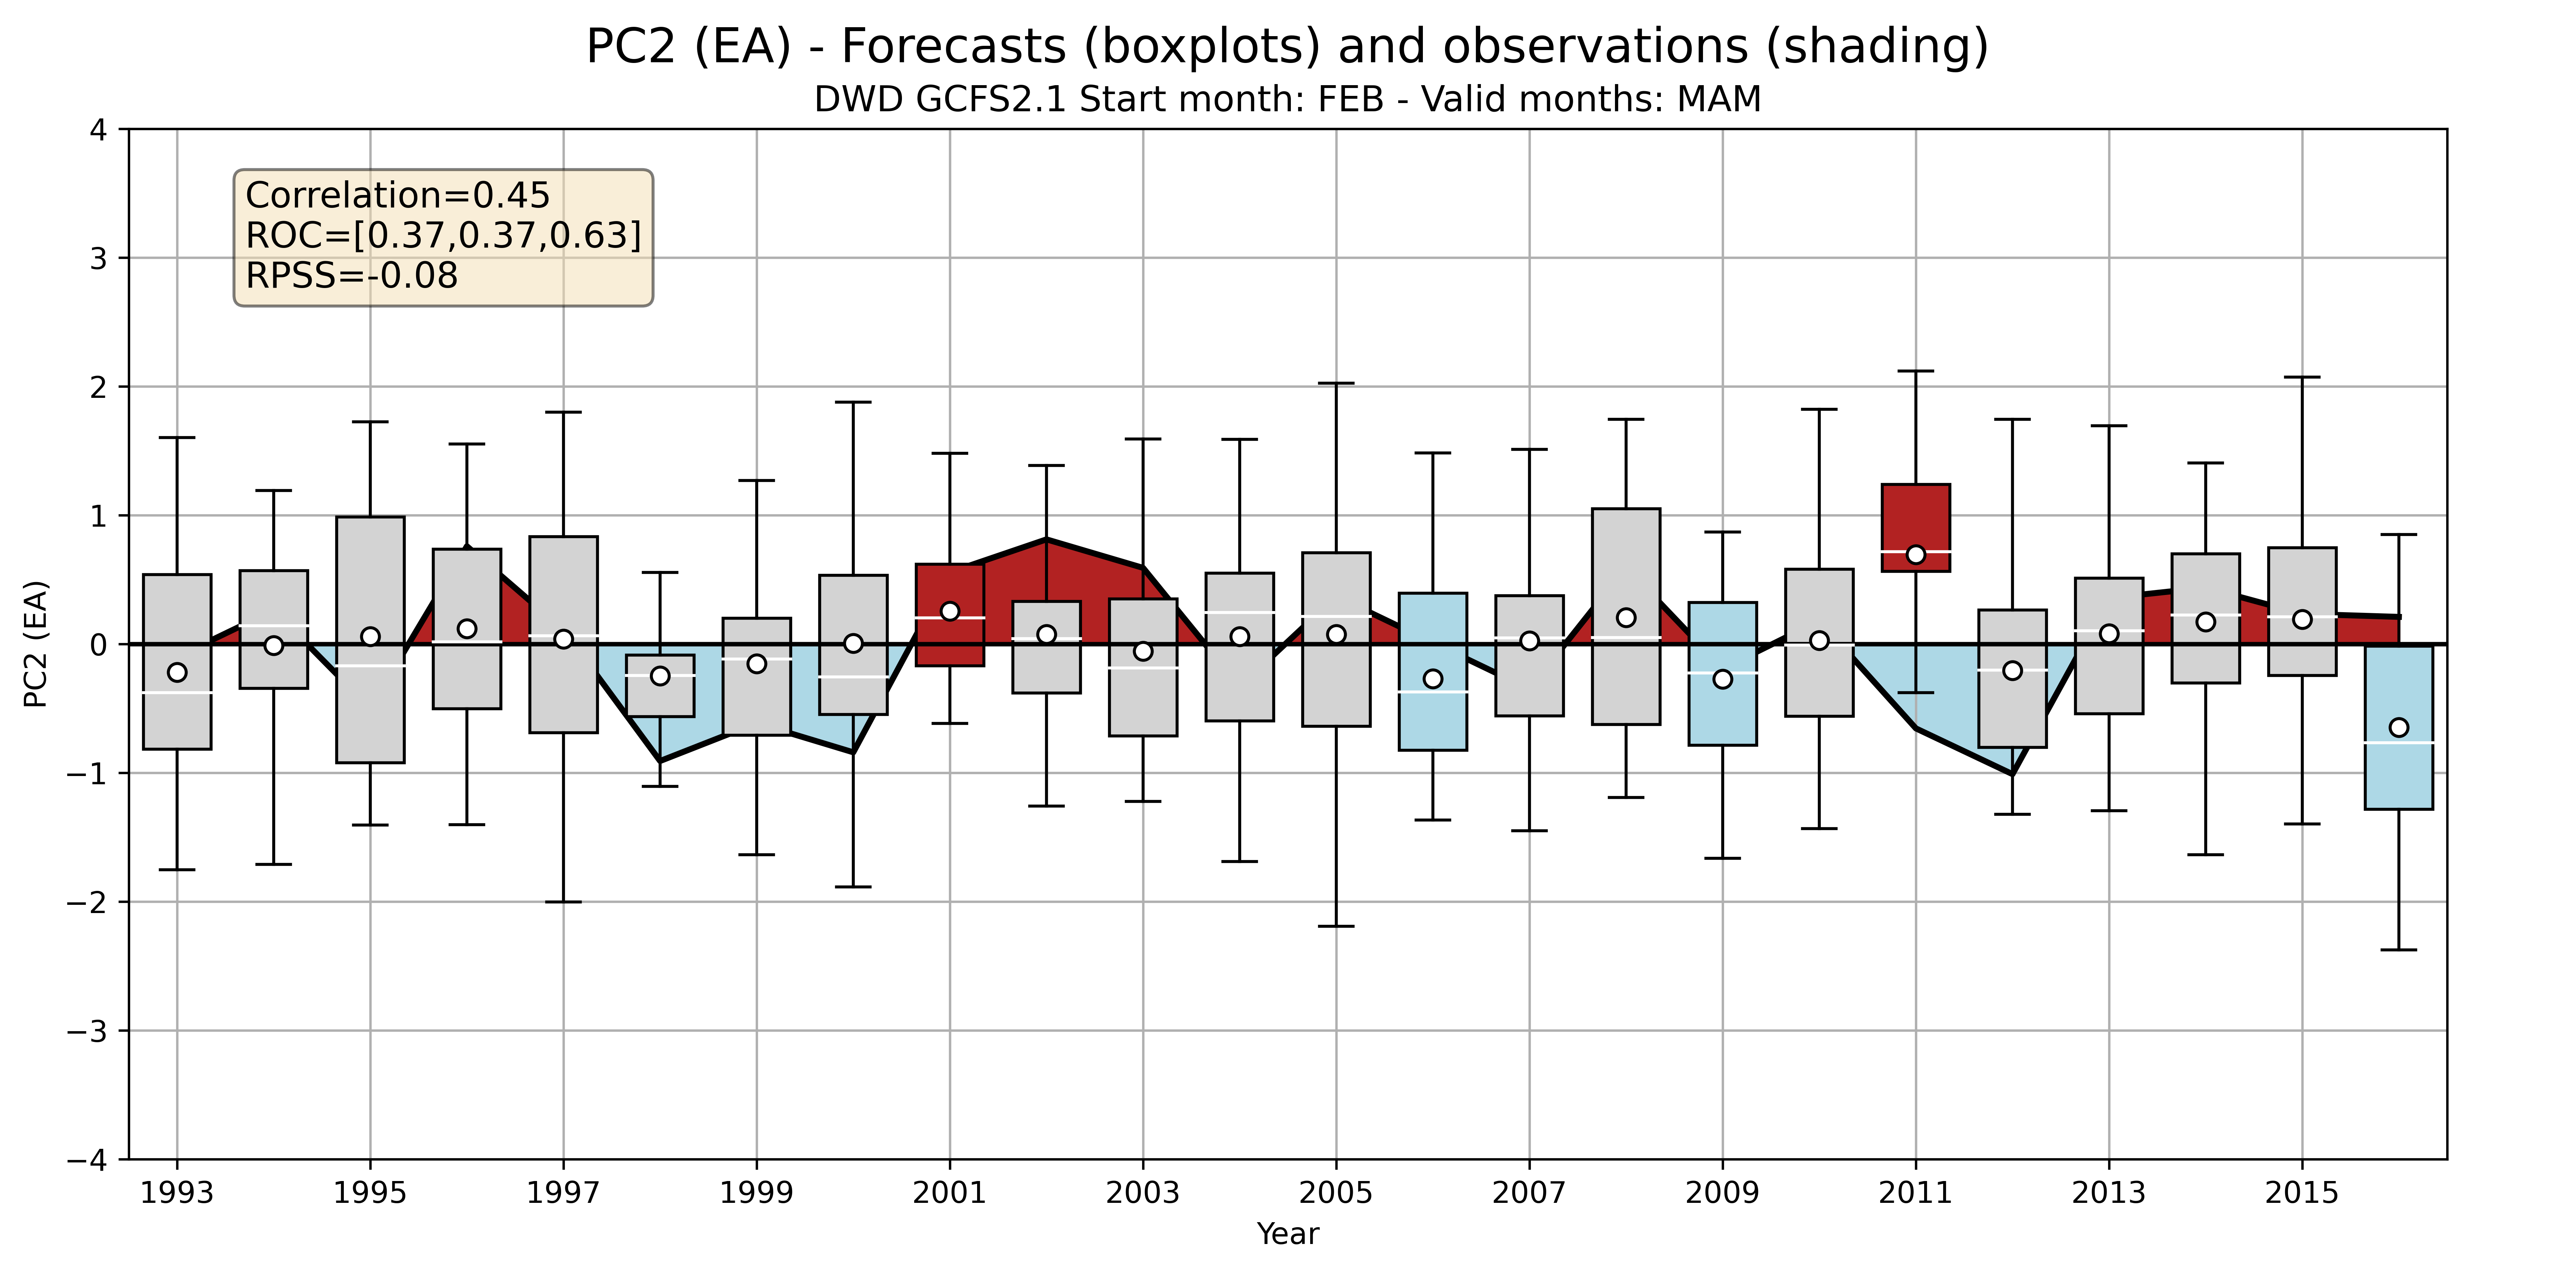 PC2 (EA) - Forecasts (boxplots) and observations (shading)
DWD GCFS2.1 Start month: FEB - Valid months: MAM
Correlation=0.45
ROC=[0.37,0.37,0.63]
RPSS=-0.08
PC2 (EA)
4
3
2
1
0
−1
−2
−3
−4
1993 1995 1997 1999 2001 2003 2005 2007 2009 2011 2013 2015
Year